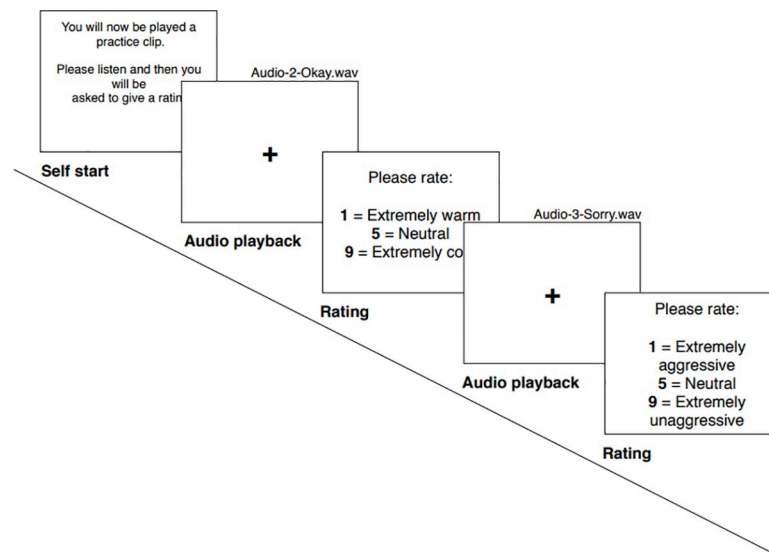 You will now be played a
practice clip.
Please listen and then you
will be
asked to give a ratin
Self start
Audio-2-Okay.wav
+
Audio playback
Please rate:
1 = Extremely warm
5 = Neutral
9 = Extremely co
Rating
Audio-3-Sorry.wav
+
Audio playback
Please rate:
1 = Extremely
aggressive
5 = Neutral
9 = Extremely
unaggressive
Rating